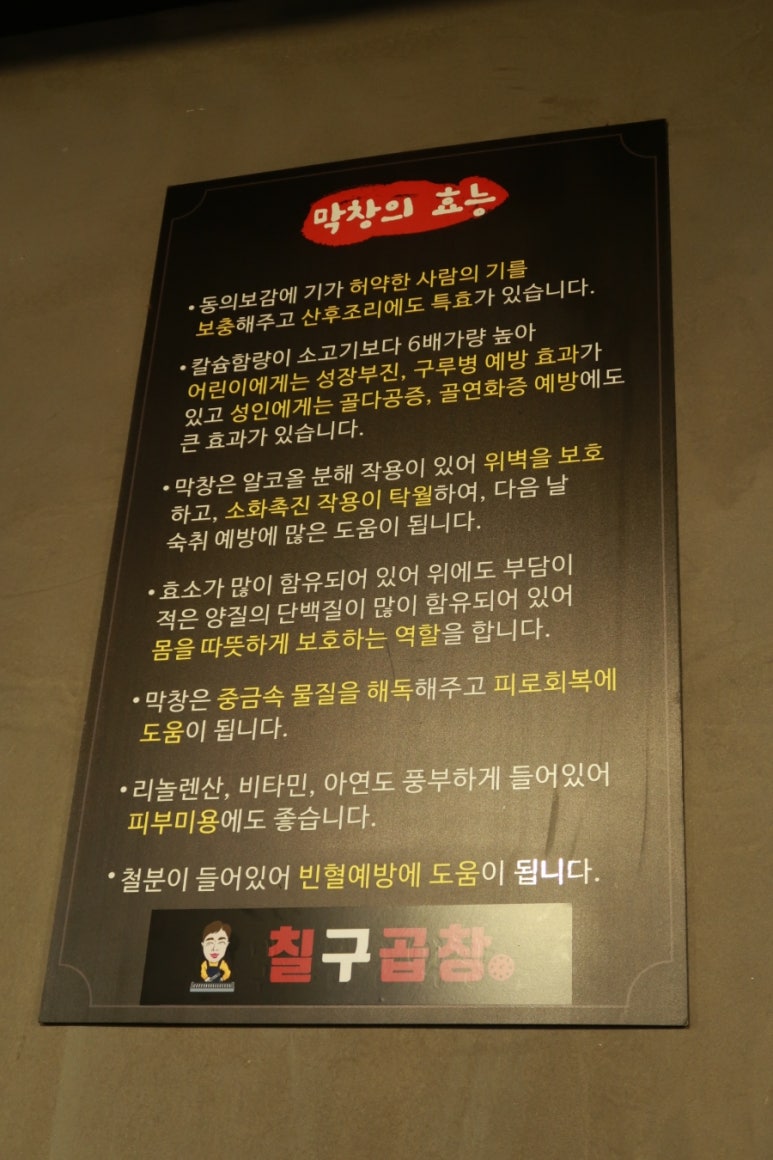 막창의 효능
• 동의보감에 기가 허약한 사람의 기를
보충해주고 산후조리에도 특효가 있습니다.
• 칼슘함량이 소고기보다 6배가량 높아
어린이에게는 성장부진, 구루병 예방 효과가
있고 성인에게는 골다공증, 골연화증 예방에도
큰 효과가 있습니다.
• 막창은 알코올 분해 작용이 있어 위벽을 보호
하고, 소화촉진 작용이 탁월하여, 다음 날
숙취 예방에 많은 도움이 됩니다.
• 효소가 많이 함유되어 있어 위에도 부담이
적은 양질의 단백질이 많이 함유되어 있어
몸을 따뜻하게 보호하는 역할을 합니다.
• 막창은 중금속 물질을 해독해주고 피로회복에
도움이 됩니다.
• 리놀렌산, 비타민, 아연도 풍부하게 들어있어
피부미용에도 좋습니다.
• 철분이 들어있어 빈혈예방에 도움이 됩니다.
칠구곱창